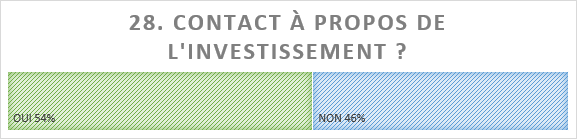 28. CONTACT À PROPOS DE
L'INVESTISSEMENT ?
OUI 54%
NON 46%